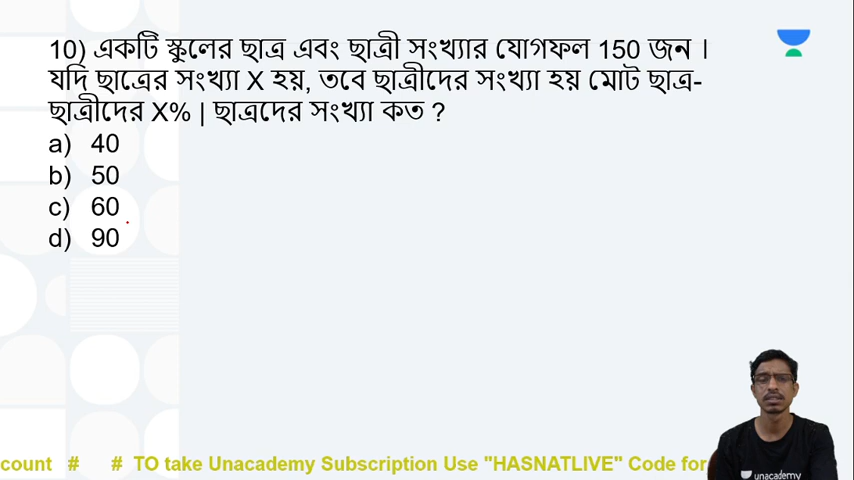 10) একটি স্কুলের ছাত্র এবং ছাত্রী সংখ্যার যোগফল 150 জন ।
যদি ছাত্রের সংখ্যা X হয়, তবে ছাত্রীদের সংখ্যা হয় মোট ছাত্র-
ছাত্রীদের X% | ছাত্রদের সংখ্যা কত ?
a) 40
b) 50
c) 60
d) 90
unacademy
count # # TO take Unacademy Subscription Use "HASNATLIVE" Code for